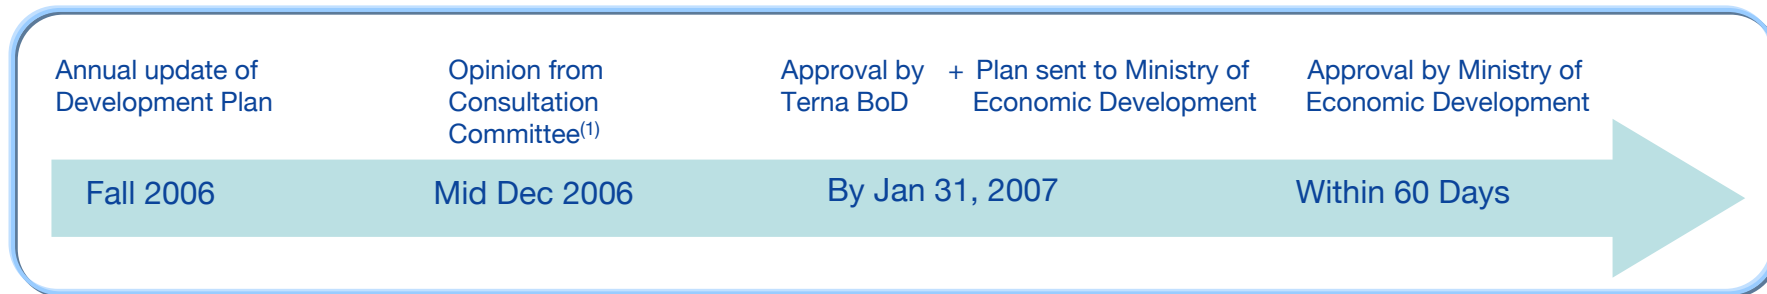 Annual update of
Development Plan
Opinion from
Consultation
Committee(1)
Approval by + Plan sent to Ministry of
Terna BoD Economic Development
Approval by Ministry of
Economic Development
Fall 2006
Mid Dec 2006
By Jan 31, 2007
Within 60 Days